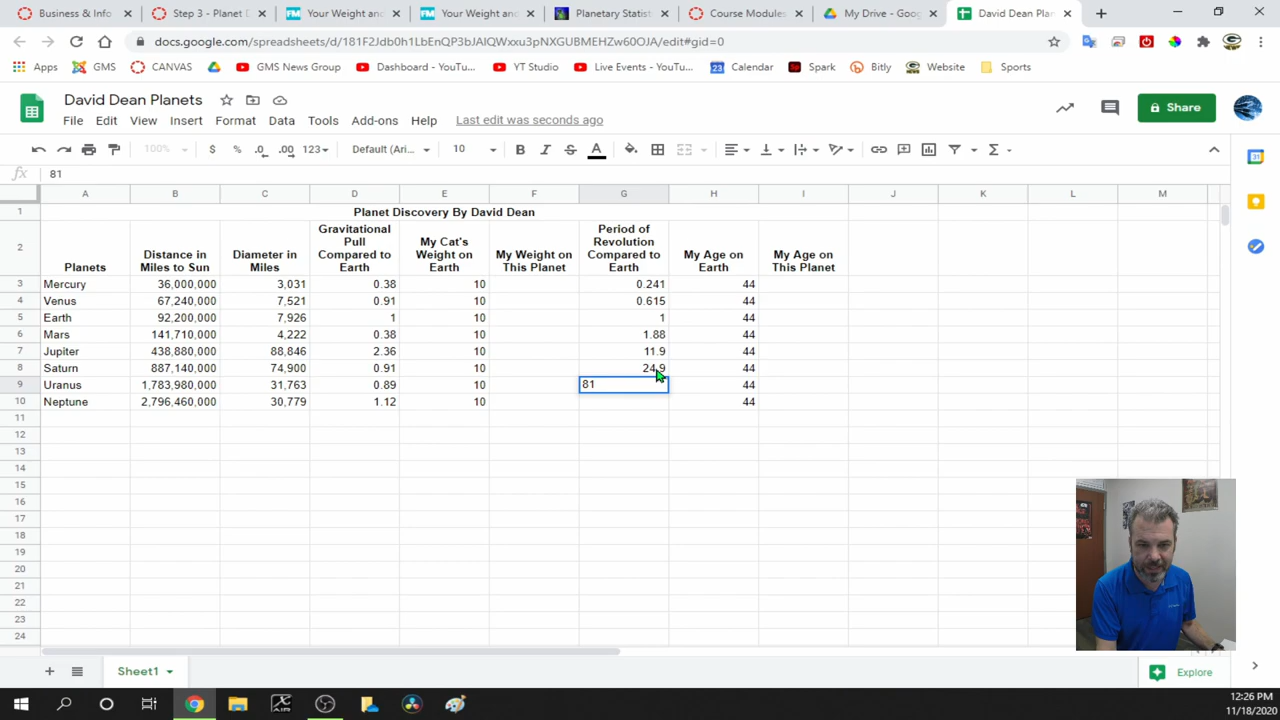 Business & Info
Step 3 - Planet D
Your Weight and
Your Weight and
Planetary Statist
Course Modules
My Drive - Goog
David Dean Plan
docs.google.com/spreadsheets/d/181F2Jdb0h1LbEnQP3bJAIQWxxu3pNXGUBMEHZw60OJA/edit#gid=0
Apps
GMS
CANVAS
GMS News Group
Dashboard - YouTu...
YT Studio
Live Events - YouTu...
Calendar
Spark
Bitly
Website
Sports
David Dean Planets
File Edit View Insert Format Data Tools Add-ons Help Last edit was seconds ago
Share
100% $ % .0 .00 123 Default (Ari... 10 B I S A
fx 81
A B C D E F G H I J K L M
1 Planet Discovery By David Dean
2 Planets
Distance in
Miles to Sun
Diameter in
Miles
Gravitational
Pull
Compared to
Earth
My Cat's
Weight on
Earth
My Weight on
This Planet
Period of
Revolution
Compared to
Earth
My Age on
Earth
My Age on
This Planet
3 Mercury 36,000,000 3,031 0.38 10 0.241 44
4 Venus 67,240,000 7,521 0.91 10 0.615 44
5 Earth 92,200,000 7,926 1 10 1 44
6 Mars 141,710,000 4,222 0.38 10 1.88 44
7 Jupiter 438,880,000 88,846 2.36 10 11.9 44
8 Saturn 887,140,000 74,900 0.91 10 24.9 44
9 Uranus 1,783,980,000 31,763 0.89 10 81 44
10 Neptune 2,796,460,000 30,779 1.12 10 44
11
12
13
14
15
16
17
18
19
20
21
22
23
24
Sheet1
Explore
12:26 PM
11/18/2020